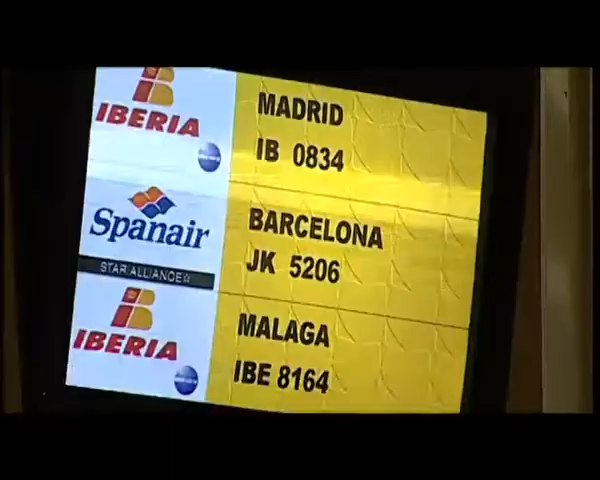 IBERIA
MADRID
IB 0834
Spanair
STAR ALLIANCE
BARCELONA
JK 5206
IBERIA
MALAGA
IBE 8164